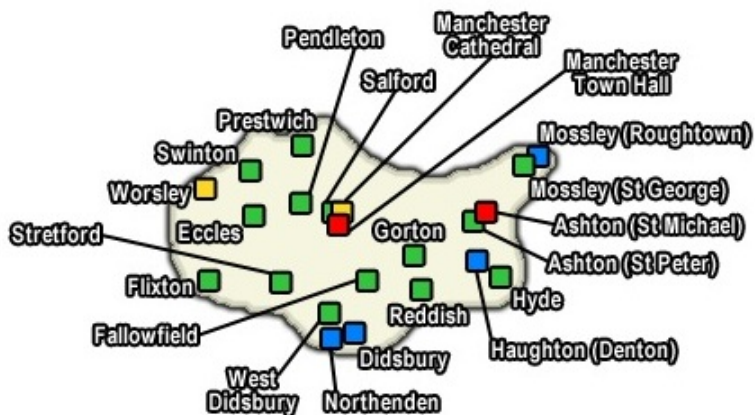 Pendleton
Manchester
Cathedral
Salford
Manchester
Town Hall
Prestwich
Mossley (Roughtown)
Swinton
Worsley
Mossley (St George)
Eccles
Ashton (St Michael)
Stretford
Gorton
Ashton (St Peter)
Flixton
Hyde
Reddish
Fallowfield
Haughton (Denton)
Didsbury
West
Didsbury
Northenden